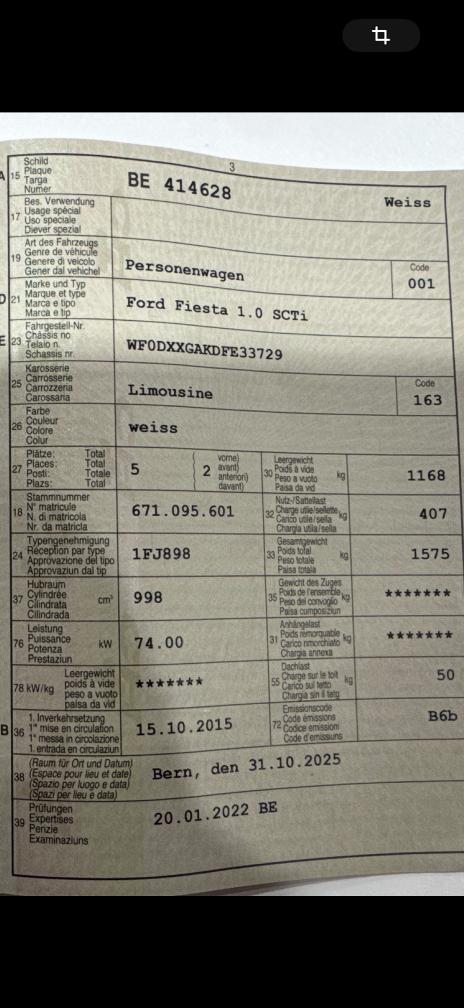 3
A 15 Schild
Plaque
Targa
Numer
BE 414628 Weiss
17 Bes. Verwendung
Usage spécial
Uso speciale
Diever spezial
19 Art des Fahrzeugs
Genre de véhicule
Genere di veicolo
Gener dal vehichel
Personenwagen
Code
001
D 21 Marke und Typ
Marque et type
Marca e tipo
Marca e tip
Ford Fiesta 1.0 SCTi
E 23 Fahrgestell-Nr.
Châssis no
Telaio n.
Schassis nr.
WF0DXXGAKDFE33729
25 Karosserie
Carrosserie
Carrozzeria
Carossaria
Limousine
Code
163
26 Farbe
Couleur
Colore
Colur
weiss
27 Plätze: Total
Places: Total
Posti: Totale
Plazs: Total
5
( 2 vorne)
avant)
anteriori)
davant)
30 Leergewicht
Poids à vide kg
Peso a vuoto
Paisa da vid
1168
18 Stammnummer
N° matricule
N. di matricola
Nr. da matricla
671.095.601
32 Nutz-/Sattellast
Charge utile/sellette kg
Carico utile/sella
Chargia utila/sella
407
24 Typengenehmigung
Réception par type
Approvazione del tipo
Approvaziun dal tip
1FJ898
33 Gesamtgewicht
Poids total kg
Peso totale
Paisa totala
1575
37 Hubraum
Cylindrée cm³
Cilindrata
Cilindrada
998
35 Gewicht des Zuges
Poids de l'ensemble kg
Peso del convoglio
Paisa cumposiziun
*******
76 Leistung
Puissance kW
Potenza
Prestaziun
74.00
31 Anhängelast
Poids remorquable kg
Carico rimorchiato
Chargia annexa
*******
78 kW/kg Leergewicht
poids à vide
peso a vuoto
paisa da vid
*******
55 Dachlast
Charge sur le toit kg
Carico sul tetto
Chargia sin il tetg
50
B 36 1. Inverkehrsetzung
1re mise en circulation
1a messa in circolazione
1. entrada en circulaziun
15.10.2015
72 Emissionscode
Code émissions
Codice emissioni
Code d'emissiuns
B6b
38 (Raum für Ort und Datum)
(Espace pour lieu et date)
(Spazio per luogo e data)
(Spazi per lieu e data)
Bern, den 31.10.2025
39 Prüfungen
Expertises
Perizie
Examinaziuns
20.01.2022 BE